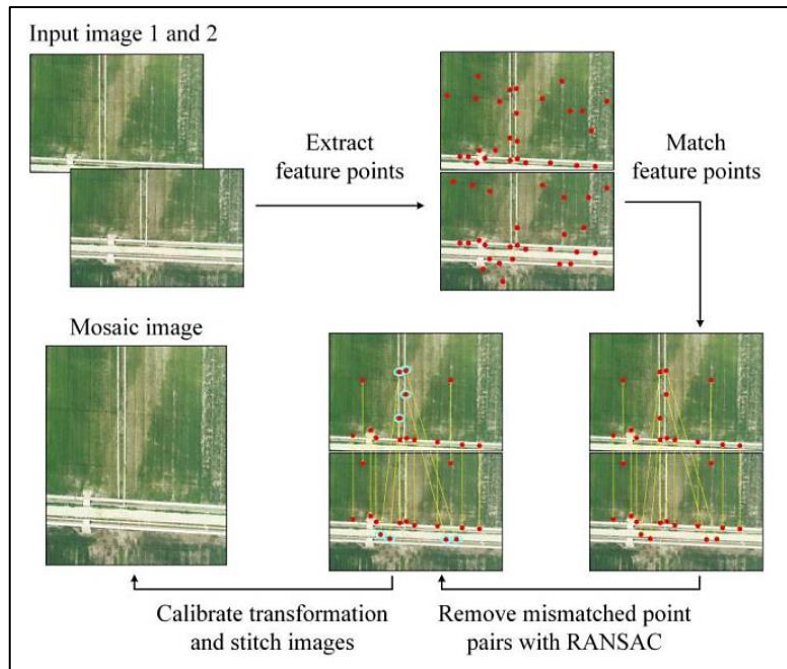 Input image 1 and 2
Extract
feature points
Match
feature points
Mosaic image
Calibrate transformation
and stitch images
Remove mismatched point
pairs with RANSAC